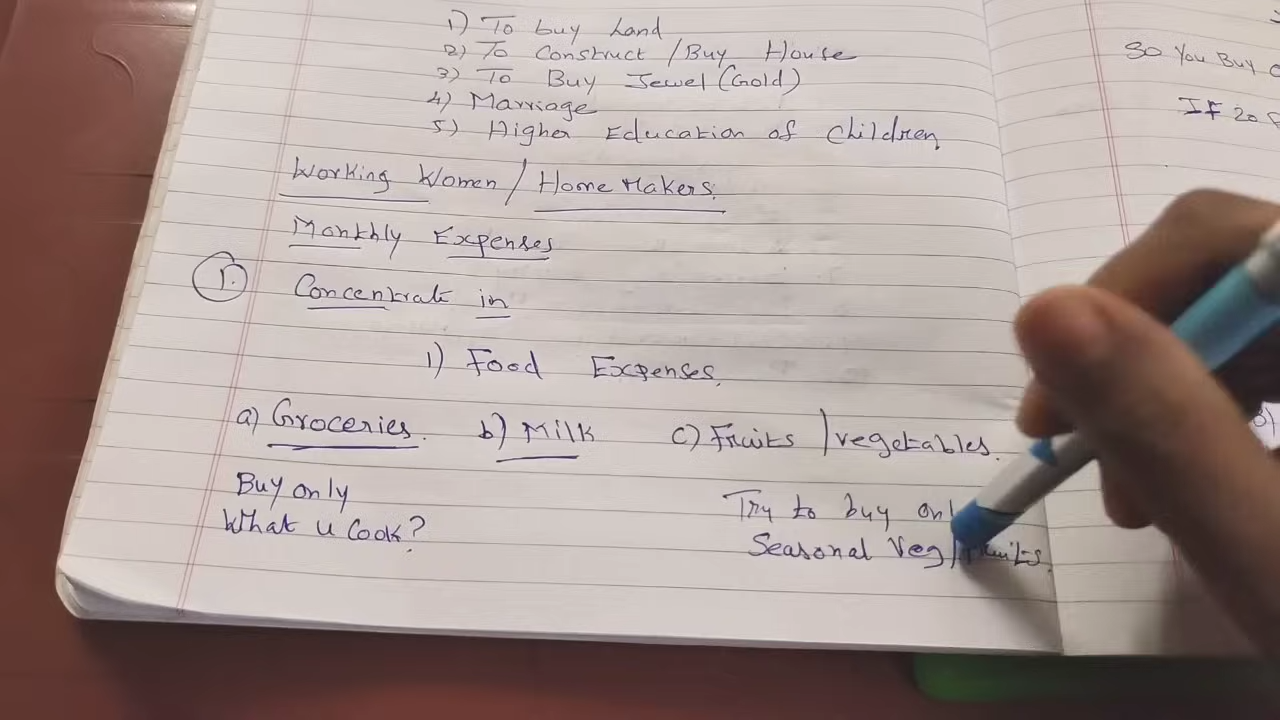 1) To buy Land
2) To Construct / Buy House
3) To Buy Jewel (Gold)
4) Marriage
5) Higher Education of Children
Working Women / Home Makers.
Monthly Expenses
1. Concentrate in
1) Food Expenses.
a) Groceries. b) Milk c) Fruits / vegetables.
Buy only
What u Cook?
Try to buy
Seasonal Veg/Fruits.
So You Buy
If 20